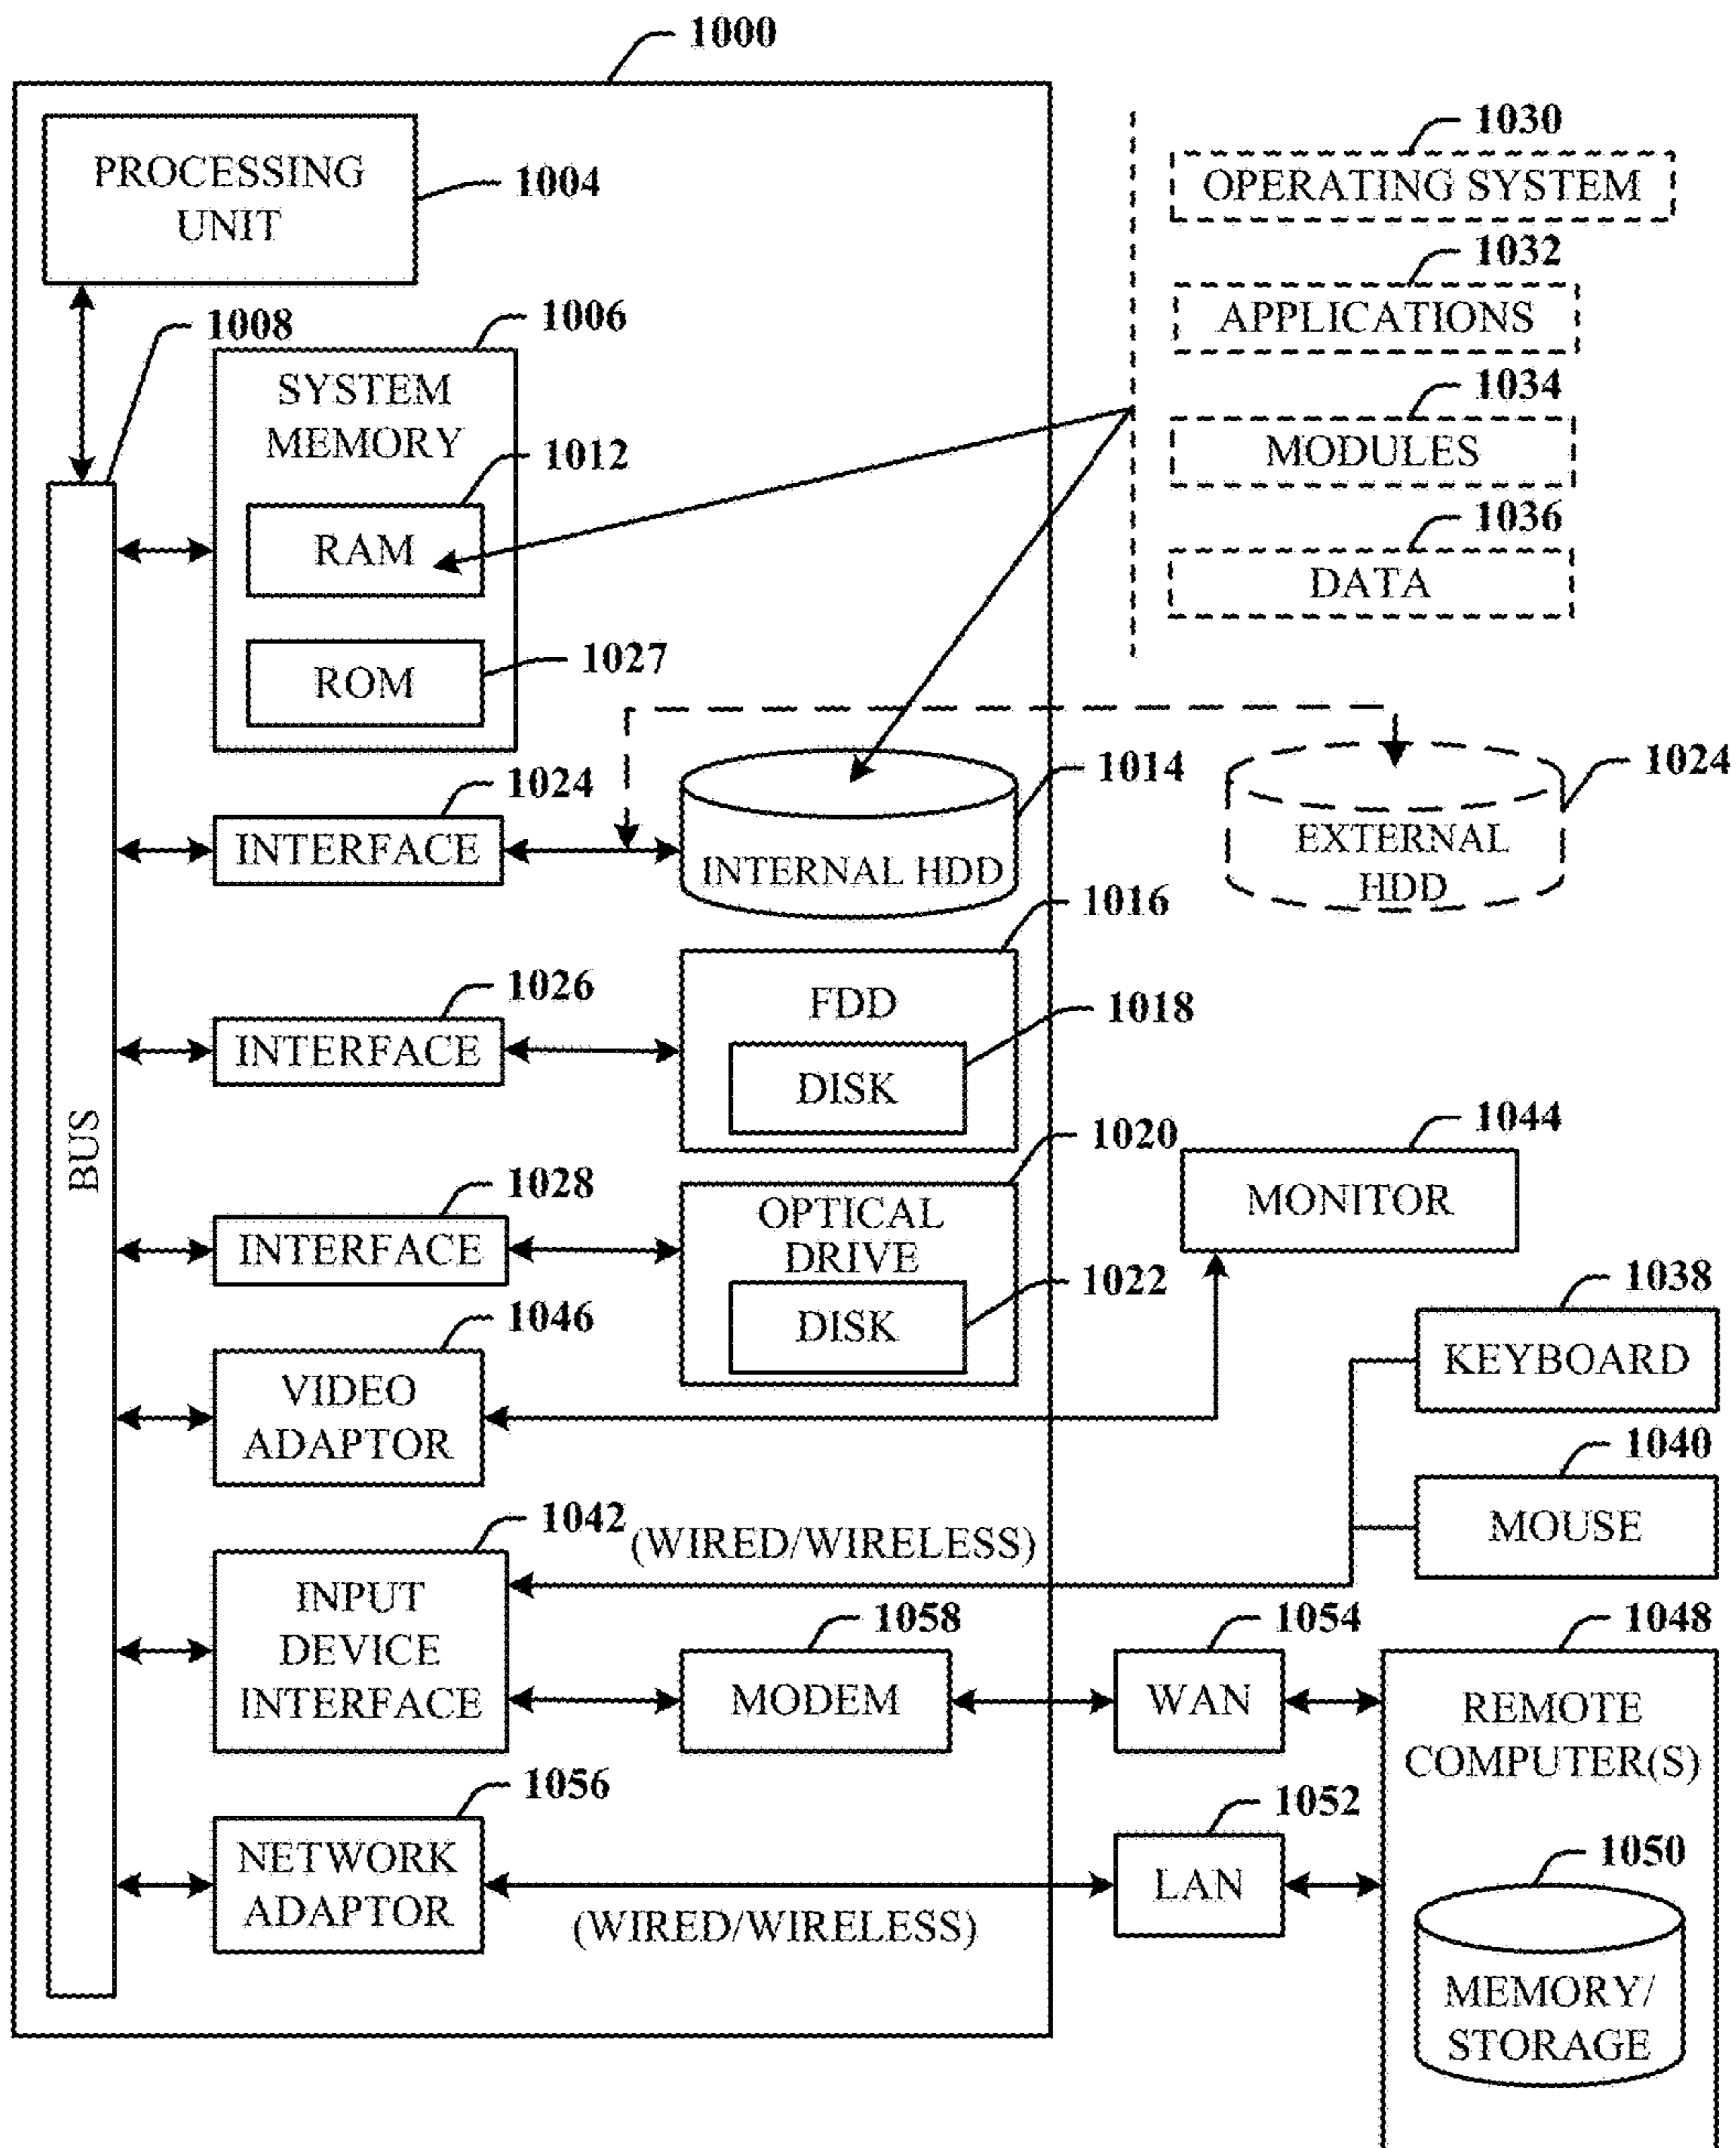 1000
PROCESSING
UNIT
1004
1008
1006
SYSTEM
MEMORY
1012
RAM
ROM
1027
1030
OPERATING SYSTEM
1032
APPLICATIONS
1034
MODULES
1036
DATA
BUS
1024
INTERFACE
1014
INTERNAL HDD
1024
EXTERNAL
HDD
1026
INTERFACE
1016
FDD
1018
DISK
1028
INTERFACE
1020
OPTICAL
DRIVE
1022
DISK
1044
MONITOR
1046
VIDEO
ADAPTOR
1038
KEYBOARD
1040
MOUSE
1042
(WIRED/WIRELESS)
INPUT
DEVICE
INTERFACE
1058
MODEM
1054
WAN
1048
REMOTE
COMPUTER(S)
1056
NETWORK
ADAPTOR
(WIRED/WIRELESS)
1052
LAN
1050
MEMORY/
STORAGE